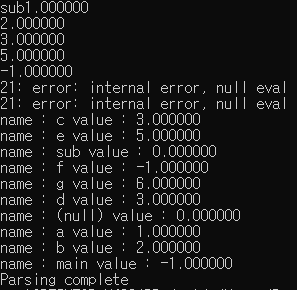 sub1.000000
2.000000
3.000000
5.000000
-1.000000
21: error: internal error, null eval
21: error: internal error, null eval
name : c value : 3.000000
name : e value : 5.000000
name : sub value : 0.000000
name : f value : -1.000000
name : g value : 6.000000
name : d value : 3.000000
name : (null) value : 0.000000
name : a value : 1.000000
name : b value : 2.000000
name : main value : -1.000000
Parsing complete